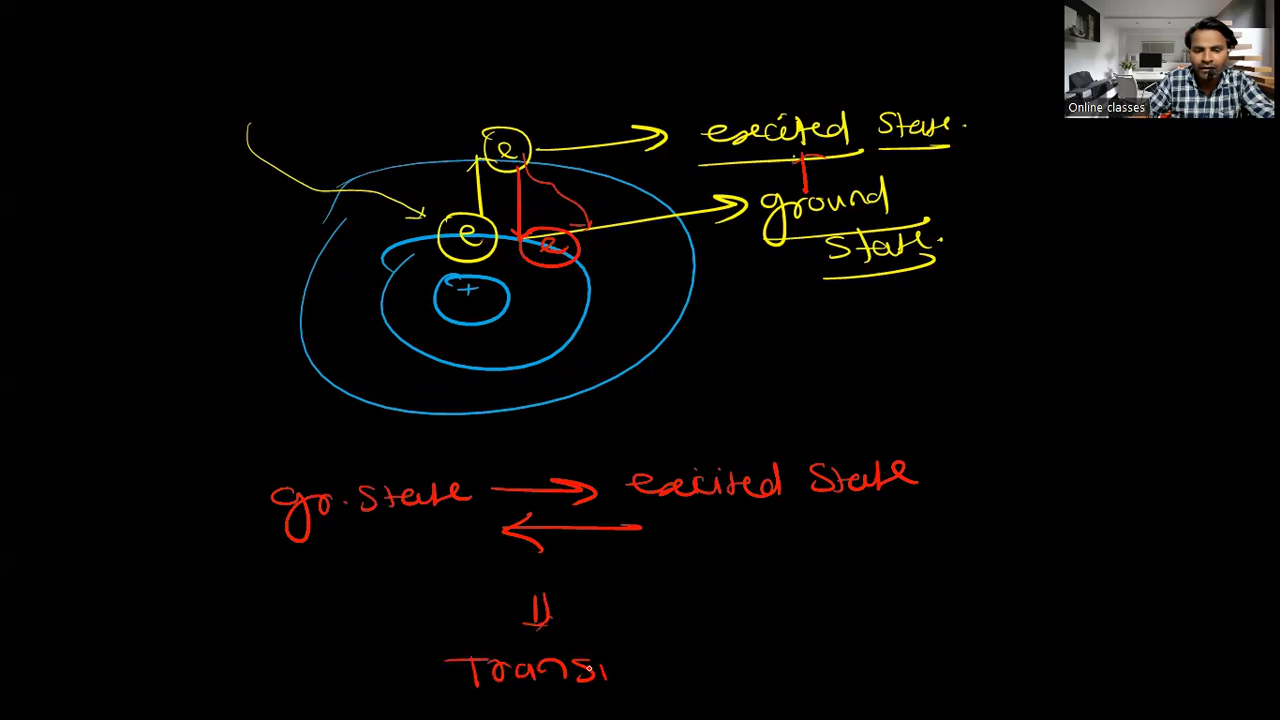 Online classes
e
excited State.
ground
State.
e
e
+
gr. State → excited State
←
⇓
Transi